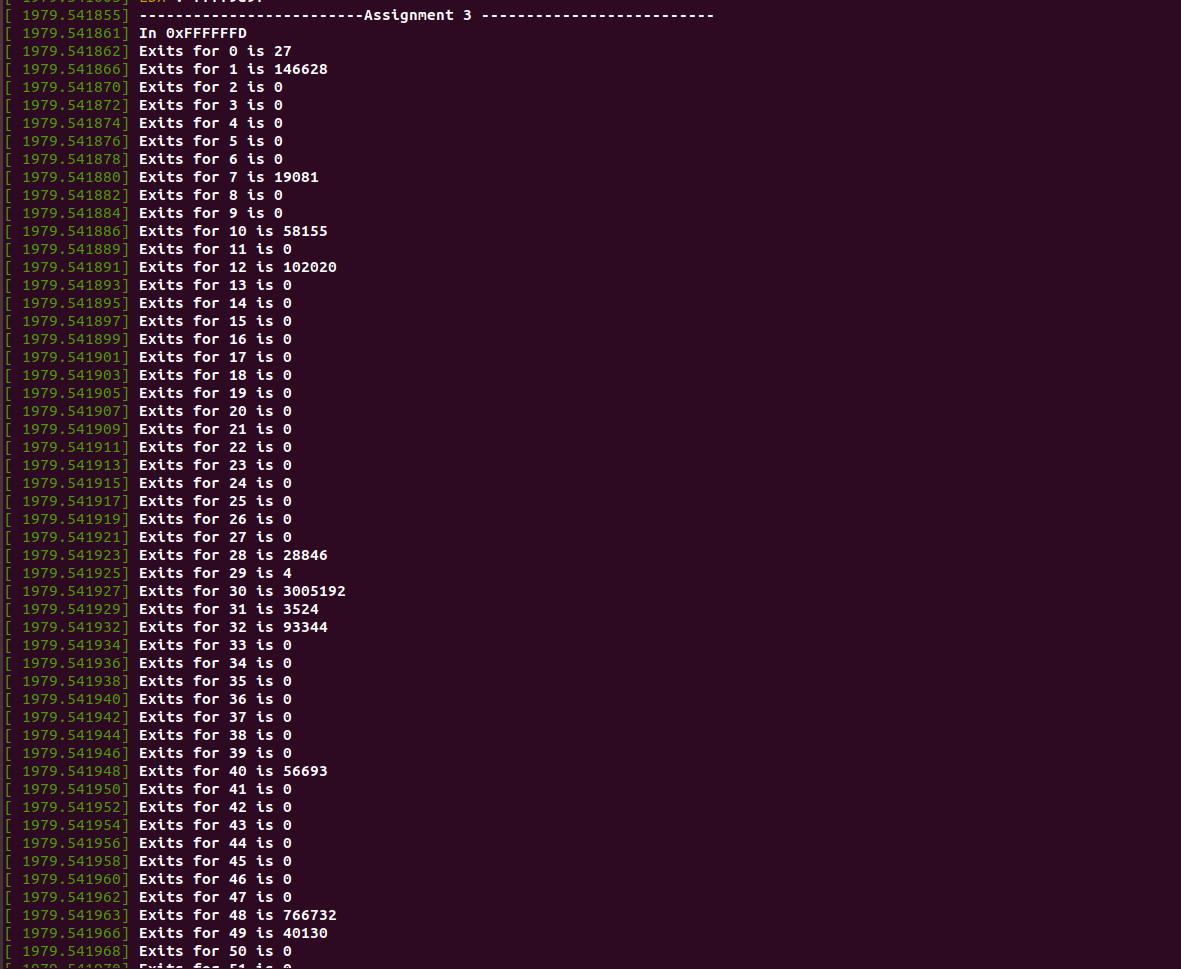 [ 1979.541855] -------------------------Assignment 3 --------------------------
[ 1979.541861] In 0xFFFFFFD
[ 1979.541862] Exits for 0 is 27
[ 1979.541866] Exits for 1 is 146628
[ 1979.541870] Exits for 2 is 0
[ 1979.541872] Exits for 3 is 0
[ 1979.541874] Exits for 4 is 0
[ 1979.541876] Exits for 5 is 0
[ 1979.541878] Exits for 6 is 0
[ 1979.541880] Exits for 7 is 19081
[ 1979.541882] Exits for 8 is 0
[ 1979.541884] Exits for 9 is 0
[ 1979.541886] Exits for 10 is 58155
[ 1979.541889] Exits for 11 is 0
[ 1979.541891] Exits for 12 is 102020
[ 1979.541893] Exits for 13 is 0
[ 1979.541895] Exits for 14 is 0
[ 1979.541897] Exits for 15 is 0
[ 1979.541899] Exits for 16 is 0
[ 1979.541901] Exits for 17 is 0
[ 1979.541903] Exits for 18 is 0
[ 1979.541905] Exits for 19 is 0
[ 1979.541907] Exits for 20 is 0
[ 1979.541909] Exits for 21 is 0
[ 1979.541911] Exits for 22 is 0
[ 1979.541913] Exits for 23 is 0
[ 1979.541915] Exits for 24 is 0
[ 1979.541917] Exits for 25 is 0
[ 1979.541919] Exits for 26 is 0
[ 1979.541921] Exits for 27 is 0
[ 1979.541923] Exits for 28 is 28846
[ 1979.541925] Exits for 29 is 4
[ 1979.541927] Exits for 30 is 3005192
[ 1979.541929] Exits for 31 is 3524
[ 1979.541932] Exits for 32 is 93344
[ 1979.541934] Exits for 33 is 0
[ 1979.541936] Exits for 34 is 0
[ 1979.541938] Exits for 35 is 0
[ 1979.541940] Exits for 36 is 0
[ 1979.541942] Exits for 37 is 0
[ 1979.541944] Exits for 38 is 0
[ 1979.541946] Exits for 39 is 0
[ 1979.541948] Exits for 40 is 56693
[ 1979.541950] Exits for 41 is 0
[ 1979.541952] Exits for 42 is 0
[ 1979.541954] Exits for 43 is 0
[ 1979.541956] Exits for 44 is 0
[ 1979.541958] Exits for 45 is 0
[ 1979.541960] Exits for 46 is 0
[ 1979.541962] Exits for 47 is 0
[ 1979.541963] Exits for 48 is 766732
[ 1979.541966] Exits for 49 is 40130
[ 1979.541968] Exits for 50 is 0